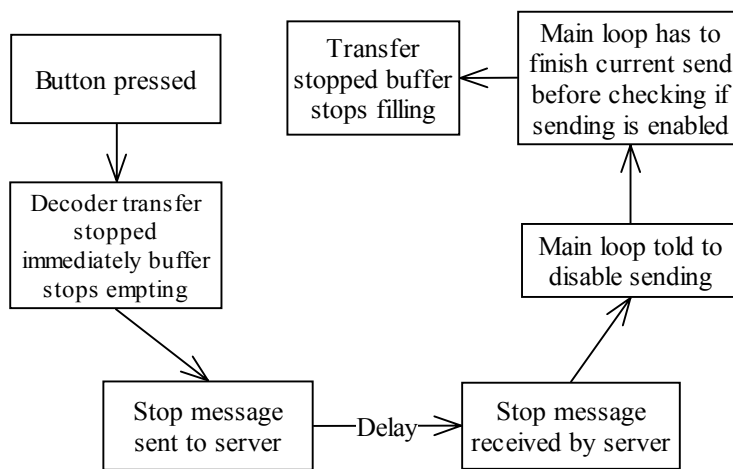 Button pressed
Decoder transfer
stopped
immediately buffer
stops empting
Stop message
sent to server
Delay
Stop message
received by server
Main loop told to
disable sending
Main loop has to
finish current send
before checking if
sending is enabled
Transfer
stopped buffer
stops filling